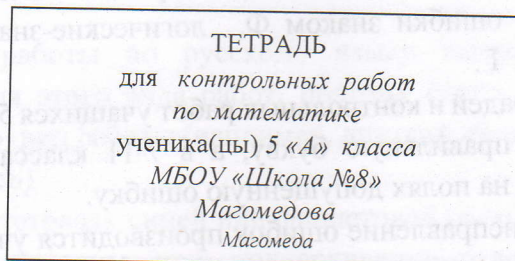 ТЕТРАДЬ
для контрольных работ
по математике
ученика(цы) 5 «А» класса
МБОУ «Школа №8»
Магомедова
Магомеда